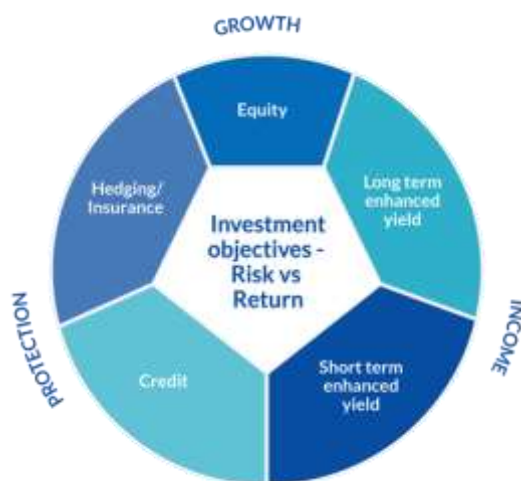 GROWTH
Equity
Hedging/
Insurance
Long term
enhanced
yield
Investment
objectives -
Risk vs
Return
PROTECTION
INCOME
Credit
Short term
enhanced
yield